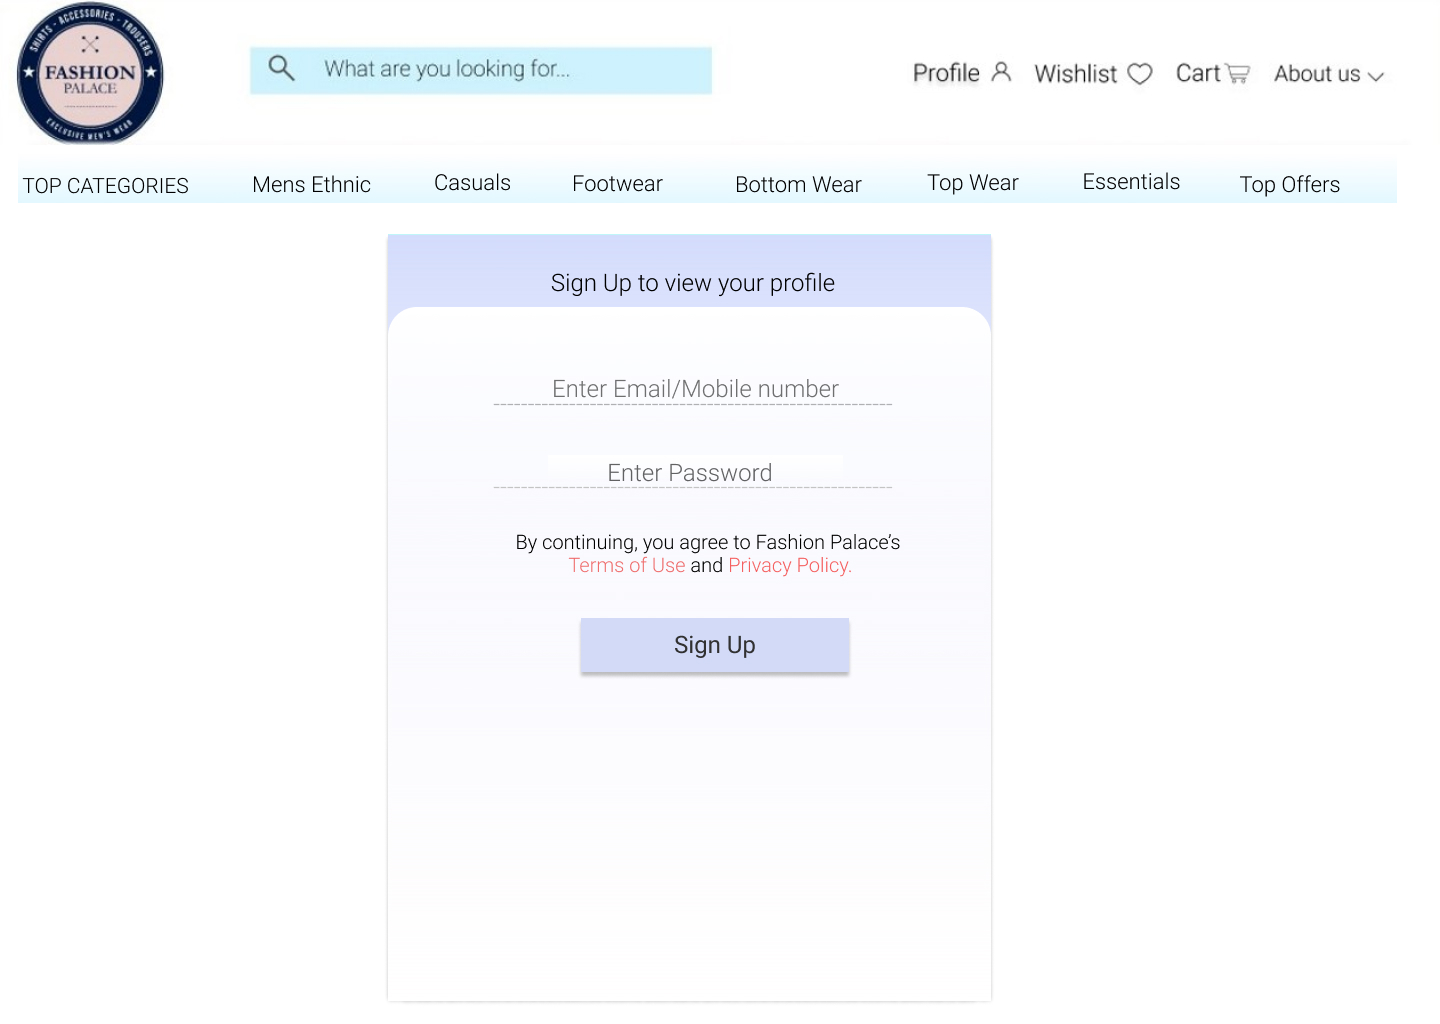 SHIRTS - ACCESSORIES - TROUSERS
FASHION
PALACE
EXCLUSIVE MEN'S WEAR
What are you looking for...
Profile
Wishlist
Cart
About us
TOP CATEGORIES
Mens Ethnic
Casuals
Footwear
Bottom Wear
Top Wear
Essentials
Top Offers
Sign Up to view your profile
Enter Email/Mobile number
Enter Password
By continuing, you agree to Fashion Palace’s
Terms of Use and Privacy Policy.
Sign Up